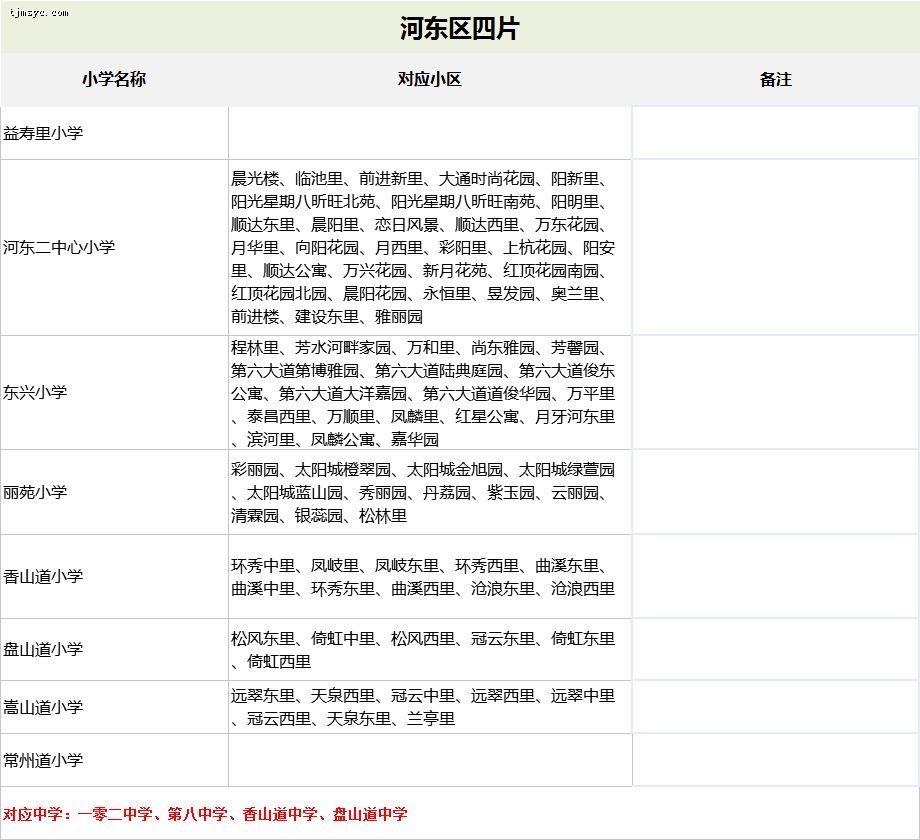 tjmsyc.com
河东区四片
小学名称 对应小区 备注
益寿里小学
河东二中心小学
晨光楼、临池里、前进新里、大通时尚花园、阳新里、
阳光星期八昕旺北苑、阳光星期八昕旺南苑、阳明里、
顺达东里、晨阳里、恋日风景、顺达西里、万东花园、
月华里、向阳花园、月西里、彩阳里、上杭花园、阳安
里、顺达公寓、万兴花园、新月花苑、红顶花园南园、
红顶花园北园、晨阳花园、永恒里、昱发园、奥兰里、
前进楼、建设东里、雅丽园
东兴小学
程林里、芳水河畔家园、万和里、尚东雅园、芳馨园、
第六大道第博雅园、第六大道陆典庭园、第六大道俊东
公寓、第六大道大洋嘉园、第六大道道俊华园、万平里
、泰昌西里、万顺里、凤麟里、红星公寓、月牙河东里
、滨河里、凤麟公寓、嘉华园
丽苑小学
彩丽园、太阳城橙翠园、太阳城金旭园、太阳城绿萱园
、太阳城蓝山园、秀丽园、丹荔园、紫玉园、云丽园、
清霖园、银蕊园、松林里
香山道小学
环秀中里、凤岐里、凤岐东里、环秀西里、曲溪东里、
曲溪中里、环秀东里、曲溪西里、沧浪东里、沧浪西里
盘山道小学
松风东里、倚虹中里、松风西里、冠云东里、倚虹东里
、倚虹西里
嵩山道小学
远翠东里、天泉西里、冠云中里、远翠西里、远翠中里
、冠云西里、天泉东里、兰亭里
常州道小学
对应中学：一零二中学、第八中学、香山道中学、盘山道中学